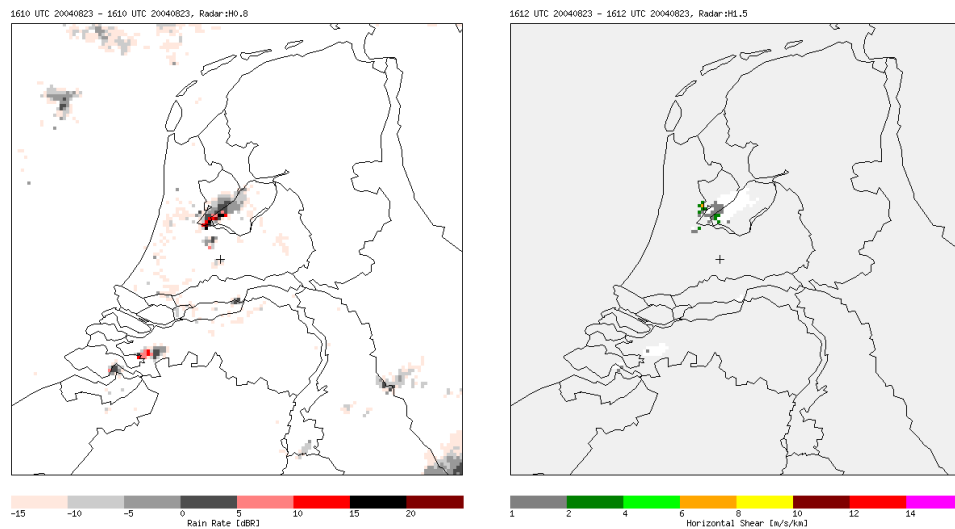 1610 UTC 20040823 - 1610 UTC 20040823, Radar:H0.8
1612 UTC 20040823 - 1612 UTC 20040823, Radar:H1.5
-15 -10 -5 0 5 10 15 20
Rain Rate [dBR]
1 2 4 6 8 10 12 14
Horizontal Shear [m/s/km]